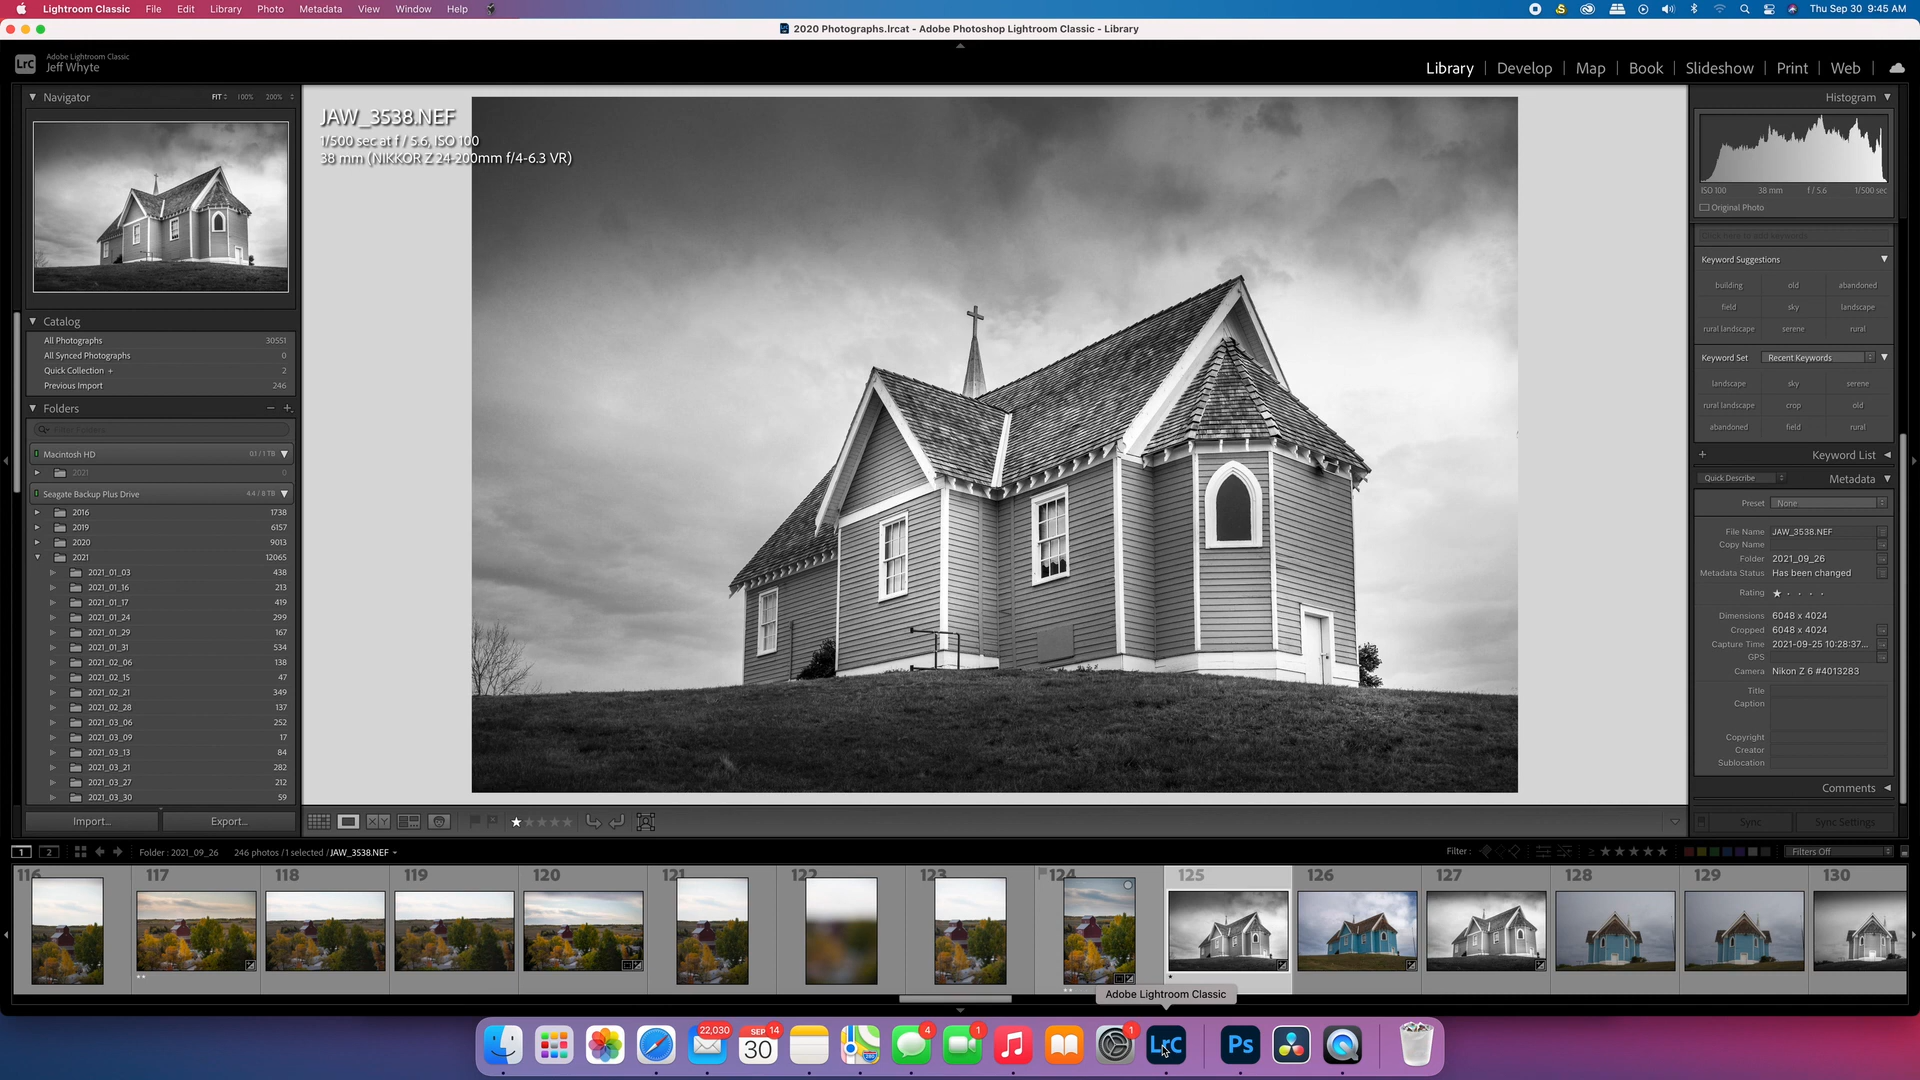 Lightroom Classic File Edit Library Photo Metadata View Window Help
Thu Sep 30 9:45 AM
2020 Photographs.lrcat - Adobe Photoshop Lightroom Classic - Library
LrC
Adobe Lightroom Classic
Jeff Whyte
Library | Develop | Map | Book | Slideshow | Print | Web
Navigator FIT 100% 200%
Catalog
All Photographs 30551
All Synced Photographs 0
Quick Collection + 2
Previous Import 246
Folders
Macintosh HD 0.1 / 1 TB
2021 0
Seagate Backup Plus Drive 4.4 / 8 TB
2016 1738
2019 6157
2020 9013
2021 12065
2021_01_03 438
2021_01_16 213
2021_01_17 419
2021_01_24 299
2021_01_29 167
2021_01_31 534
2021_02_06 138
2021_02_15 47
2021_02_21 349
2021_02_28 137
2021_03_06 252
2021_03_09 17
2021_03_13 84
2021_03_21 282
2021_03_27 212
2021_03_30 59
Import...
Export...
JAW_3538.NEF
1/500 sec at f / 5.6, ISO 100
38 mm (NIKKOR Z 24-200mm f/4-6.3 VR)
Histogram
ISO 100 38 mm f / 5.6 1/500 sec
Original Photo
Keyword Suggestions
building old abandoned
field sky landscape
rural landscape serene rural
Keyword Set Recent Keywords
landscape sky serene
rural landscape crop old
abandoned field rural
+ Keyword List
Quick Describe Metadata
Preset None
File Name JAW_3538.NEF
Copy Name
Folder 2021_09_26
Metadata Status Has been changed
Rating
Dimensions 6048 x 4024
Cropped 6048 x 4024
Capture Time 2021-09-25 10:28:37...
GPS
Camera Nikon Z 6 #4013283
Title
Caption
Copyright
Creator
Sublocation
Comments
Sync Sync Settings
1 2 Folder : 2021_09_26 246 photos / 1 selected / JAW_3538.NEF
Filter : Filters Off
116 117 118 119 120 121 122 123 124 125 126 127 128 129 130
Adobe Lightroom Classic
22,030
SEP 14
30
4
1
1
LrC
Ps